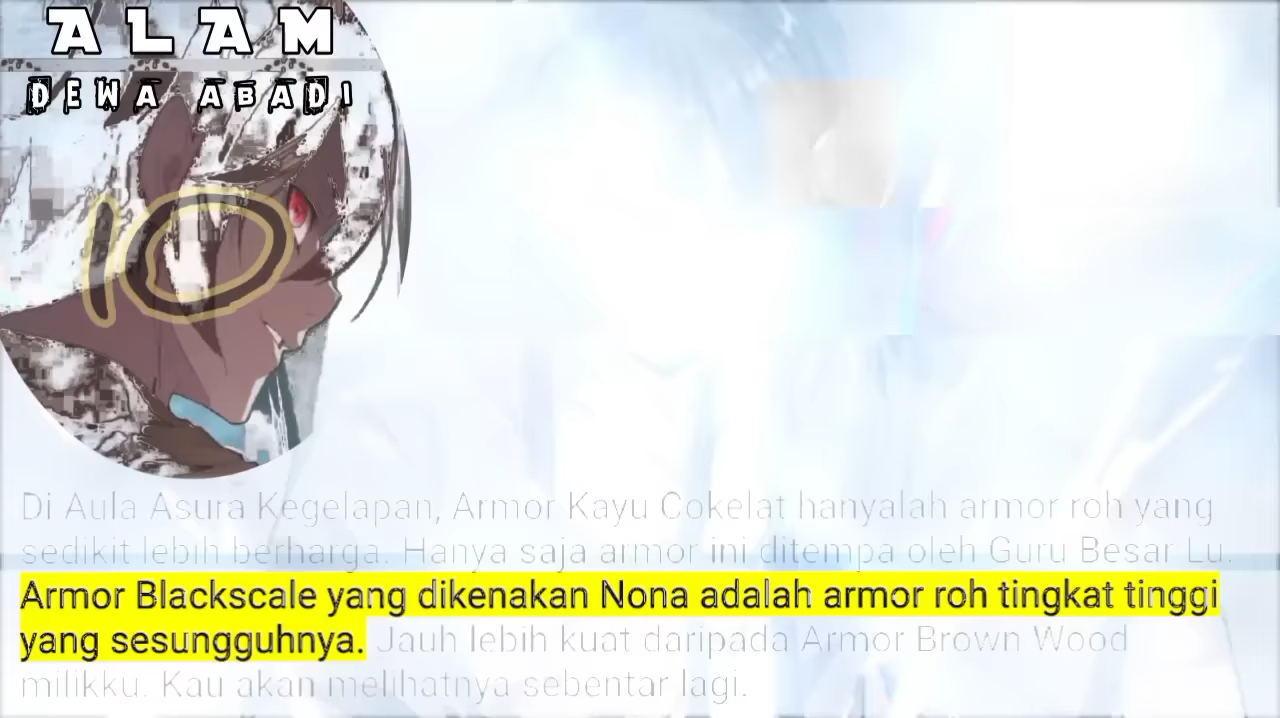 ALAM
DEWA ABADI
10
Di Aula Asura Kegelapan, Armor Kayu Cokelat hanyalah armor roh yang
sedikit lebih berharga. Hanya saja armor ini ditempa oleh Guru Besar Lu.
Armor Blackscale yang dikenakan Nona adalah armor roh tingkat tinggi
yang sesungguhnya. Jauh lebih kuat daripada Armor Brown Wood
milikku. Kau akan melihatnya sebentar lagi.